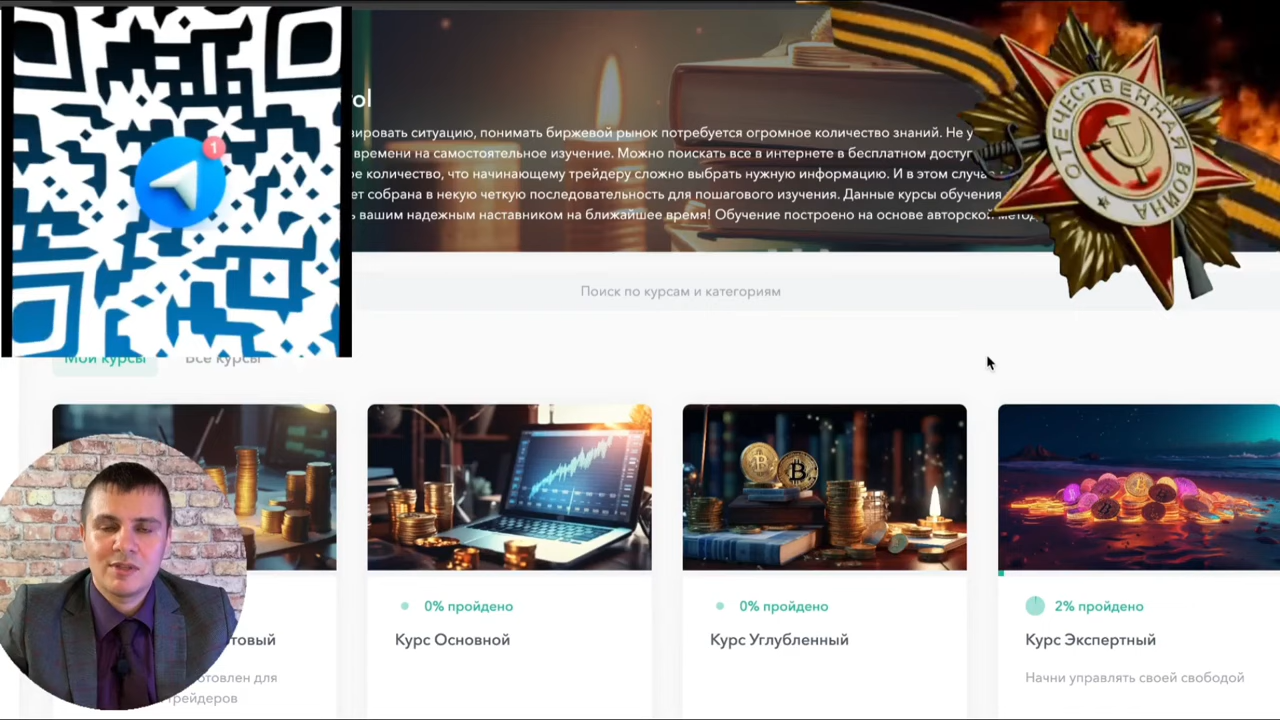 ol
зировать ситуацию, понимать биржевой рынок потребуется огромное количество знаний. Не у
времени на самостоятельное изучение. Можно поискать все в интернете в бесплатном доступ
ое количество, что начинающему трейдеру сложно выбрать нужную информацию. И в этом случа
ет собрана в некую четкую последовательность для пошагового изучения. Данные курсы обучения
ь вашим надежным наставником на ближайшее время! Обучение построено на основе авторской метод
ОТЕЧЕСТВЕННАЯ ВОЙНА
1
Поиск по курсам и категориям
Мои курсы Все курсы
0% пройдено
0% пройдено
2% пройдено
товый
Курс Основной
Курс Углубленный
Курс Экспертный
отовлен для
трейдеров
Начни управлять своей свободой